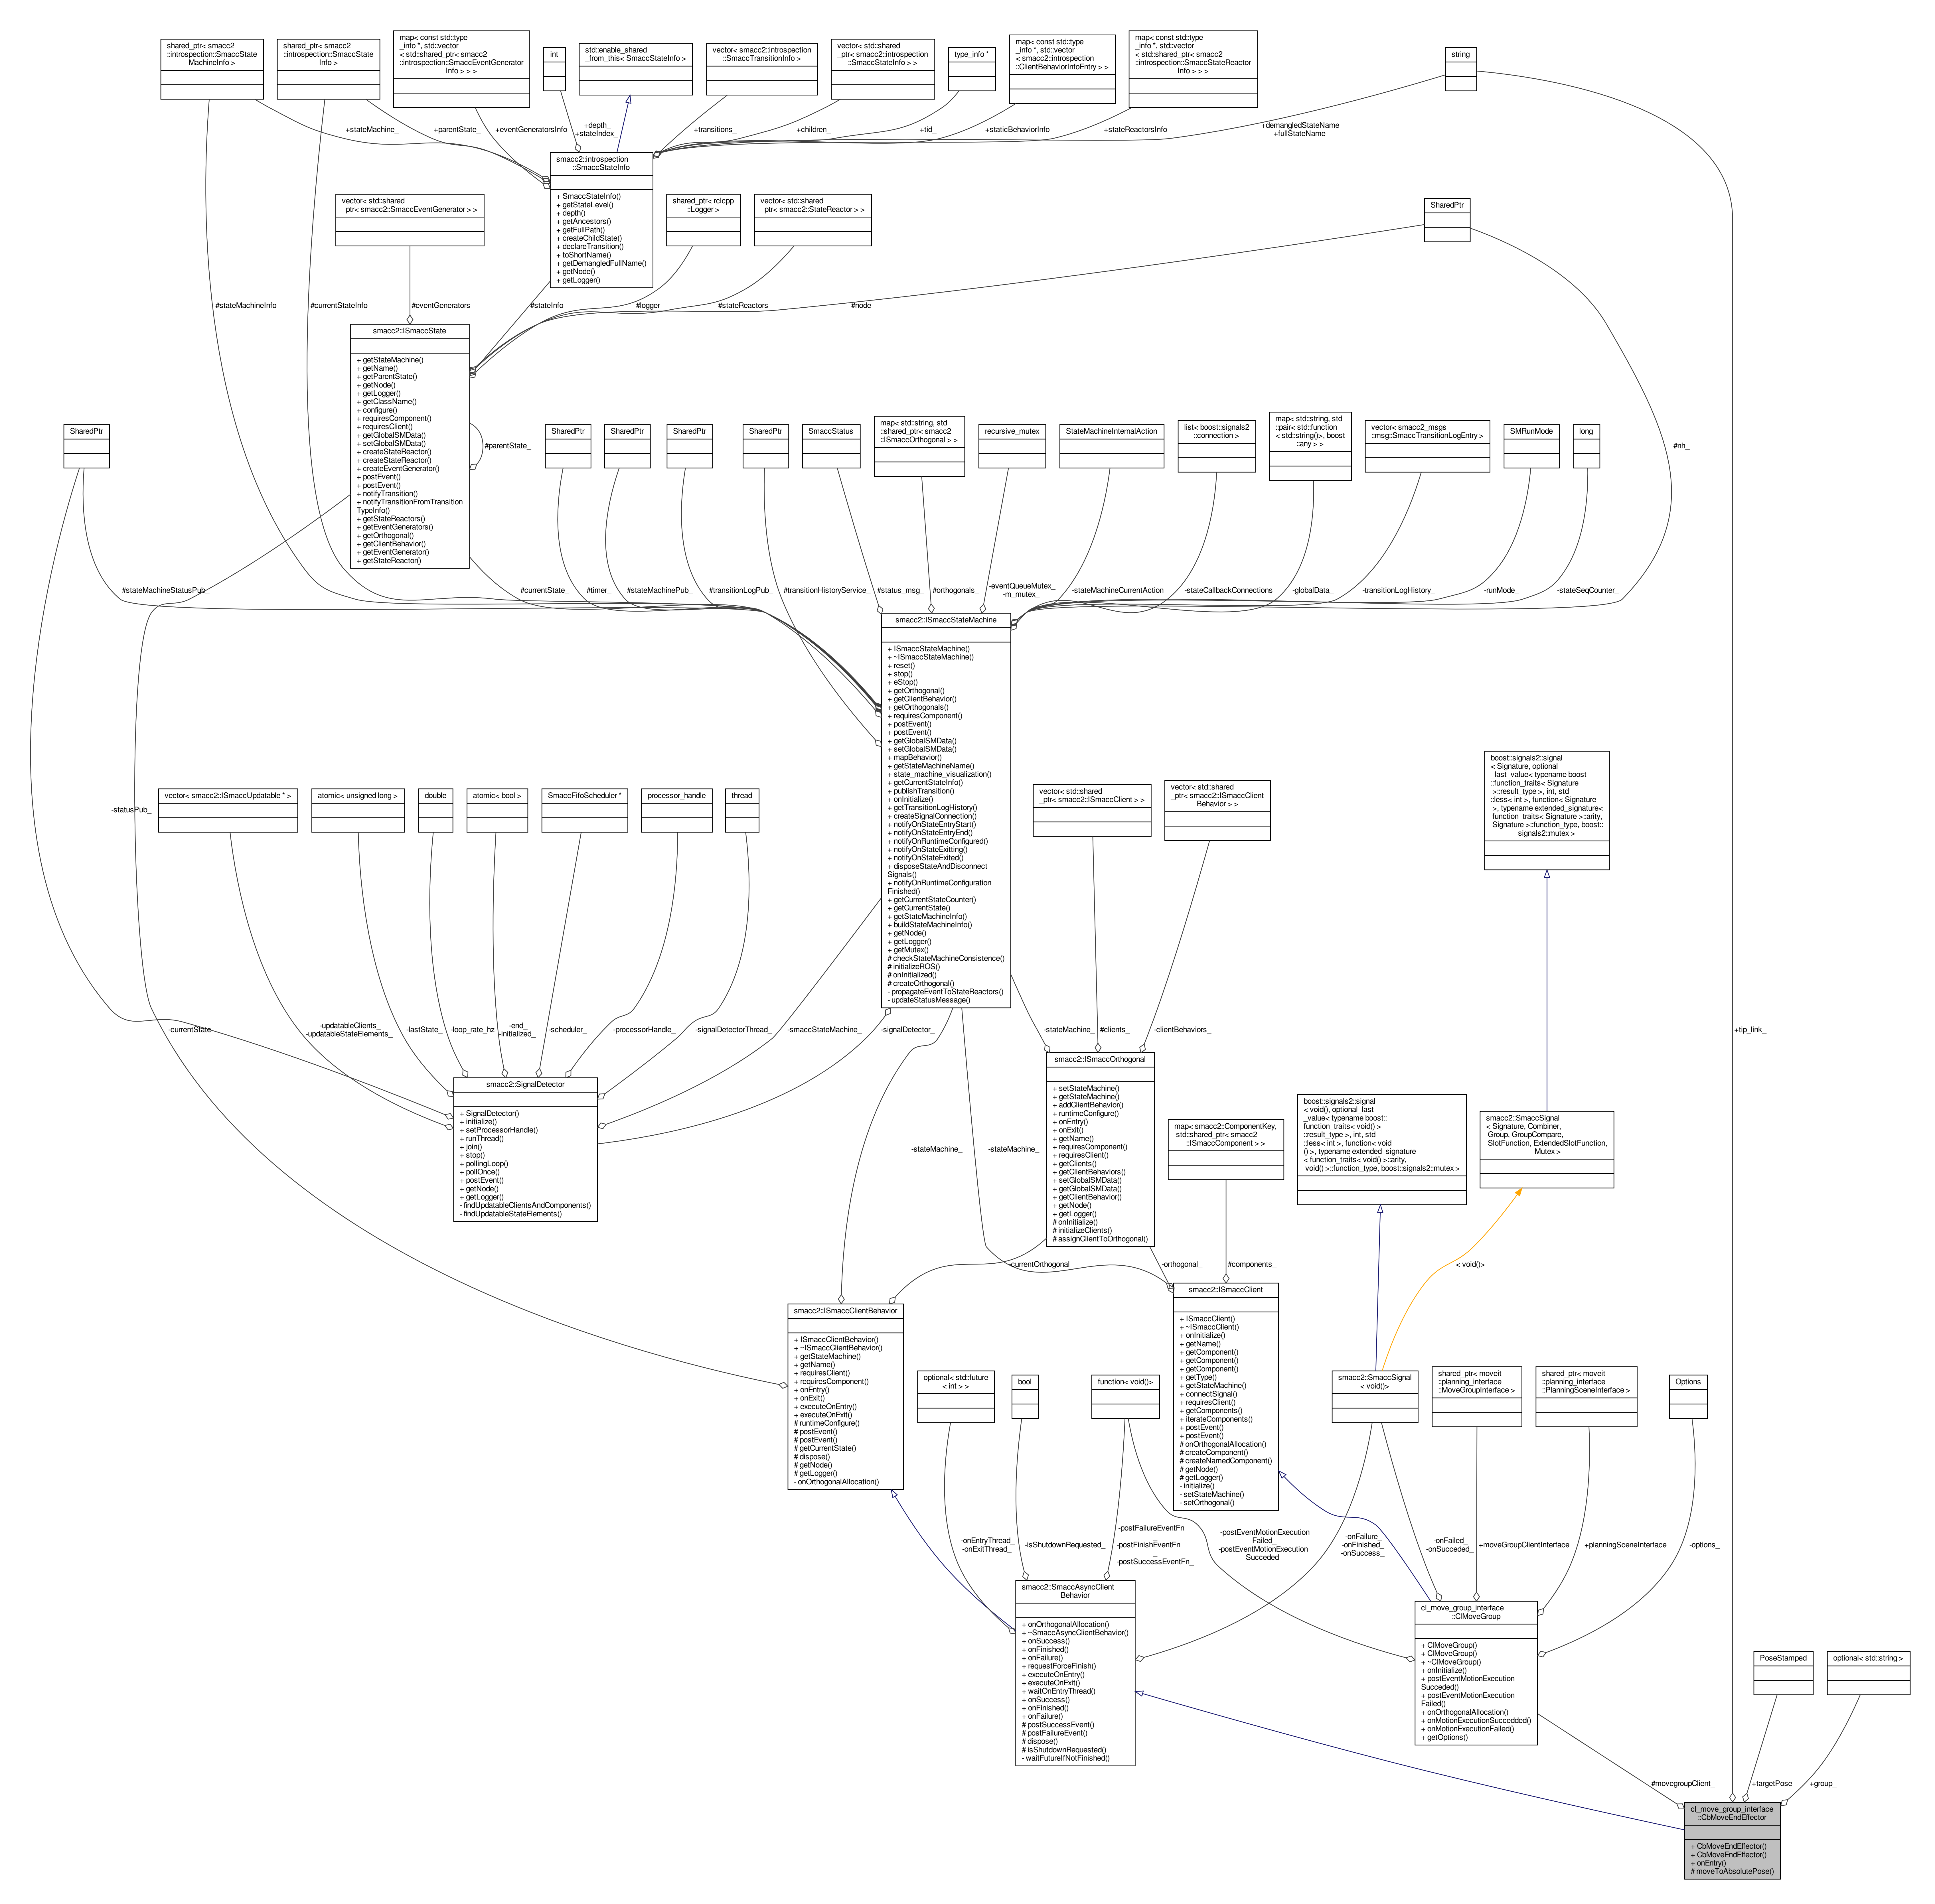 shared_ptr< smacc2
::introspection::SmaccState
MachineInfo >
shared_ptr< smacc2
::introspection::SmaccState
Info >
map< const std::type
_info *, std::vector
< std::shared_ptr< smacc2
::introspection::SmaccEventGenerator
Info > > >
int
std::enable_shared
_from_this< SmaccStateInfo >
vector< smacc2::introspection
::SmaccTransitionInfo >
vector< std::shared
_ptr< smacc2::introspection
::SmaccStateInfo > >
type_info *
map< const std::type
_info *, std::vector
< smacc2::introspection
::ClientBehaviorInfoEntry > >
map< const std::type
_info *, std::vector
< std::shared_ptr< smacc2
::introspection::SmaccStateReactor
Info > > >
string
+stateMachine_
+parentState_
+eventGeneratorsInfo
+depth_
+stateIndex_
+transitions_
+children_
+tid_
+staticBehaviorInfo
+stateReactorsInfo
+demangledStateName
+fullStateName
smacc2::introspection
::SmaccStateInfo
+ SmaccStateInfo()
+ getStateLevel()
+ depth()
+ getAncestors()
+ getFullPath()
+ createChildState()
+ declareTransition()
+ toShortName()
+ getDemangledFullName()
+ getNode()
+ getLogger()
vector< std::shared
_ptr< smacc2::SmaccEventGenerator > >
shared_ptr< rclcpp
::Logger >
vector< std::shared
_ptr< smacc2::StateReactor > >
SharedPtr
#stateMachineInfo_
#currentStateInfo_
#eventGenerators_
#stateInfo_
#logger_
#stateReactors_
#node_
smacc2::ISmaccState
+ getStateMachine()
+ getName()
+ getParentState()
+ getNode()
+ getLogger()
+ getClassName()
+ configure()
+ requiresComponent()
+ requiresClient()
+ getGlobalSMData()
+ setGlobalSMData()
+ createStateReactor()
+ createStateReactor()
+ createEventGenerator()
+ postEvent()
+ postEvent()
+ notifyTransition()
+ notifyTransitionFromTransition
TypeInfo()
+ getStateReactors()
+ getEventGenerators()
+ getOrthogonal()
+ getClientBehavior()
+ getEventGenerator()
+ getStateReactor()
#parentState_
SharedPtr
SharedPtr
SharedPtr
SharedPtr
SharedPtr
SmaccStatus
map< std::string, std
::shared_ptr< smacc2
::ISmaccOrthogonal > >
recursive_mutex
StateMachineInternalAction
list< boost::signals2
::connection >
map< std::string, std
::pair< std::function
< std::string()>, boost
::any > >
vector< smacc2_msgs
::msg::SmaccTransitionLogEntry >
SMRunMode
long
#nh_
#stateMachineStatusPub_
#currentState_
#timer_
#stateMachinePub_
#transitionLogPub_
#transitionHistoryService_
#status_msg_
#orthogonals_
-eventQueueMutex_
-m_mutex_
-stateMachineCurrentAction
-stateCallbackConnections
-globalData_
-transitionLogHistory_
-runMode_
-stateSeqCounter_
smacc2::ISmaccStateMachine
+ ISmaccStateMachine()
+ ~ISmaccStateMachine()
+ reset()
+ stop()
+ eStop()
+ getOrthogonal()
+ getClientBehavior()
+ getOrthogonals()
+ requiresComponent()
+ postEvent()
+ postEvent()
+ getGlobalSMData()
+ setGlobalSMData()
+ mapBehavior()
+ getStateMachineName()
+ state_machine_visualization()
+ getCurrentStateInfo()
+ publishTransition()
+ onInitialize()
+ getTransitionLogHistory()
+ createSignalConnection()
+ notifyOnStateEntryStart()
+ notifyOnStateEntryEnd()
+ notifyOnRuntimeConfigured()
+ notifyOnStateExitting()
+ notifyOnStateExited()
+ disposeStateAndDisconnect
Signals()
+ notifyOnRuntimeConfiguration
Finished()
+ getCurrentStateCounter()
+ getCurrentState()
+ getStateMachineInfo()
+ buildStateMachineInfo()
+ getNode()
+ getLogger()
+ getMutex()
# checkStateMachineConsistence()
# initializeROS()
# onInitialized()
# createOrthogonal()
- propagateEventToStateReactors()
- updateStatusMessage()
-statusPub_
vector< smacc2::ISmaccUpdatable * >
atomic< unsigned long >
double
atomic< bool >
SmaccFifoScheduler *
processor_handle
thread
vector< std::shared
_ptr< smacc2::ISmaccClient > >
vector< std::shared
_ptr< smacc2::ISmaccClient
Behavior > >
boost::signals2::signal
< Signature, optional
_last_value< typename boost
::function_traits< Signature
>::result_type >, int, std
::less< int >, function< Signature
>, typename extended_signature<
function_traits< Signature >::arity,
Signature >::function_type, boost::
signals2::mutex >
-currentState
-updatableClients_
-updatableStateElements_
-lastState_
-loop_rate_hz
-end_
-initialized_
-scheduler_
-processorHandle_
-signalDetectorThread_
-smaccStateMachine_
-signalDetector_
-stateMachine_
#clients_
-clientBehaviors_
+tip_link_
smacc2::SignalDetector
+ SignalDetector()
+ initialize()
+ setProcessorHandle()
+ runThread()
+ join()
+ stop()
+ pollingLoop()
+ pollOnce()
+ postEvent()
+ getNode()
+ getLogger()
- findUpdatableClientsAndComponents()
- findUpdatableStateElements()
smacc2::ISmaccOrthogonal
+ setStateMachine()
+ getStateMachine()
+ addClientBehavior()
+ runtimeConfigure()
+ onEntry()
+ onExit()
+ getName()
+ requiresComponent()
+ requiresClient()
+ getClients()
+ getClientBehaviors()
+ setGlobalSMData()
+ getGlobalSMData()
+ getClientBehavior()
+ getNode()
+ getLogger()
# onInitialize()
# initializeClients()
# assignClientToOrthogonal()
-stateMachine_
-stateMachine_
map< smacc2::ComponentKey,
std::shared_ptr< smacc2
::ISmaccComponent > >
boost::signals2::signal
< void(), optional_last
_value< typename boost::
function_traits< void() >
::result_type >, int, std
::less< int >, function< void
() >, typename extended_signature
< function_traits< void() >::arity,
void() >::function_type, boost::signals2::mutex >
smacc2::SmaccSignal
< Signature, Combiner,
Group, GroupCompare,
SlotFunction, ExtendedSlotFunction,
Mutex >
-currentOrthogonal
-orthogonal_
#components_
< void()>
smacc2::ISmaccClientBehavior
+ ISmaccClientBehavior()
+ ~ISmaccClientBehavior()
+ getStateMachine()
+ getName()
+ requiresClient()
+ requiresComponent()
+ onEntry()
+ onExit()
+ executeOnEntry()
+ executeOnExit()
# runtimeConfigure()
# postEvent()
# postEvent()
# getCurrentState()
# dispose()
# getNode()
# getLogger()
- onOrthogonalAllocation()
smacc2::ISmaccClient
+ ISmaccClient()
+ ~ISmaccClient()
+ onInitialize()
+ getName()
+ getComponent()
+ getComponent()
+ getComponent()
+ getType()
+ getStateMachine()
+ connectSignal()
+ requiresClient()
+ getComponents()
+ iterateComponents()
+ postEvent()
+ postEvent()
# onOrthogonalAllocation()
# createComponent()
# createNamedComponent()
# getNode()
# getLogger()
- initialize()
- setStateMachine()
- setOrthogonal()
optional< std::future
< int > >
bool
function< void()>
smacc2::SmaccSignal
< void()>
shared_ptr< moveit
::planning_interface
::MoveGroupInterface >
shared_ptr< moveit
::planning_interface
::PlanningSceneInterface >
Options
-onEntryThread_
-onExitThread_
-isShutdownRequested_
-postFailureEventFn
_
-postFinishEventFn
_
-postSuccessEventFn_
-postEventMotionExecution
Failed_
-postEventMotionExecution
Succeded_
-onFailure_
-onFinished_
-onSuccess_
-onFailed_
-onSucceded_
+moveGroupClientInterface
+planningSceneInterface
-options_
smacc2::SmaccAsyncClient
Behavior
+ onOrthogonalAllocation()
+ ~SmaccAsyncClientBehavior()
+ onSuccess()
+ onFinished()
+ onFailure()
+ requestForceFinish()
+ executeOnEntry()
+ executeOnExit()
+ waitOnEntryThread()
+ onSuccess()
+ onFinished()
+ onFailure()
# postSuccessEvent()
# postFailureEvent()
# dispose()
# isShutdownRequested()
- waitFutureIfNotFinished()
cl_move_group_interface
::ClMoveGroup
+ ClMoveGroup()
+ ClMoveGroup()
+ ~ClMoveGroup()
+ onInitialize()
+ postEventMotionExecution
Succeded()
+ postEventMotionExecution
Failed()
+ onOrthogonalAllocation()
+ onMotionExecutionSuccedded()
+ onMotionExecutionFailed()
+ getOptions()
PoseStamped
optional< std::string >
#movegroupClient_
+targetPose
+group_
cl_move_group_interface
::CbMoveEndEffector
+ CbMoveEndEffector()
+ CbMoveEndEffector()
+ onEntry()
# moveToAbsolutePose()